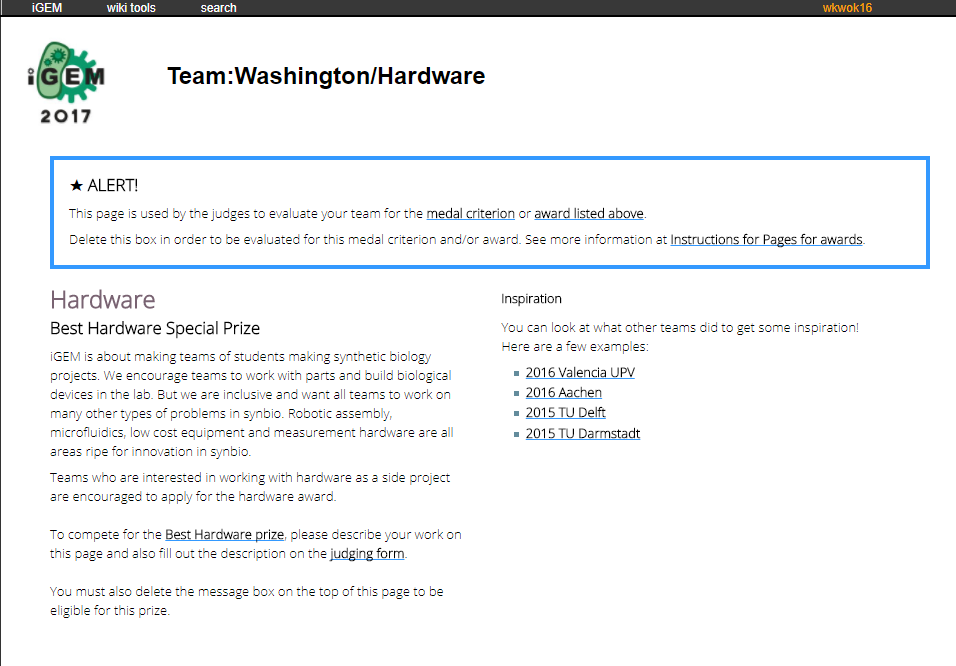 iGEM wiki tools search wkwok16
iGEM
2017
Team:Washington/Hardware
★ ALERT!
This page is used by the judges to evaluate your team for the medal criterion or award listed above.
Delete this box in order to be evaluated for this medal criterion and/or award. See more information at Instructions for Pages for awards.
Hardware
Best Hardware Special Prize
iGEM is about making teams of students making synthetic biology
projects. We encourage teams to work with parts and build biological
devices in the lab. But we are inclusive and want all teams to work on
many other types of problems in synbio. Robotic assembly,
microfluidics, low cost equipment and measurement hardware are all
areas ripe for innovation in synbio.
Teams who are interested in working with hardware as a side project
are encouraged to apply for the hardware award.
To compete for the Best Hardware prize, please describe your work on
this page and also fill out the description on the judging form.
You must also delete the message box on the top of this page to be
eligible for this prize.
Inspiration
You can look at what other teams did to get some inspiration!
Here are a few examples:
2016 Valencia UPV
2016 Aachen
2015 TU Delft
2015 TU Darmstadt